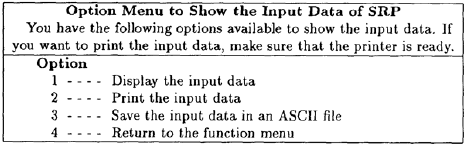 Option Menu to Show the Input Data of SRP
You have the following options available to show the input data. If
you want to print the input data, make sure that the printer is ready.
Option
1 - - - - Display the input data
2 - - - - Print the input data
3 - - - - Save the input data in an ASCII file
4 - - - - Return to the function menu